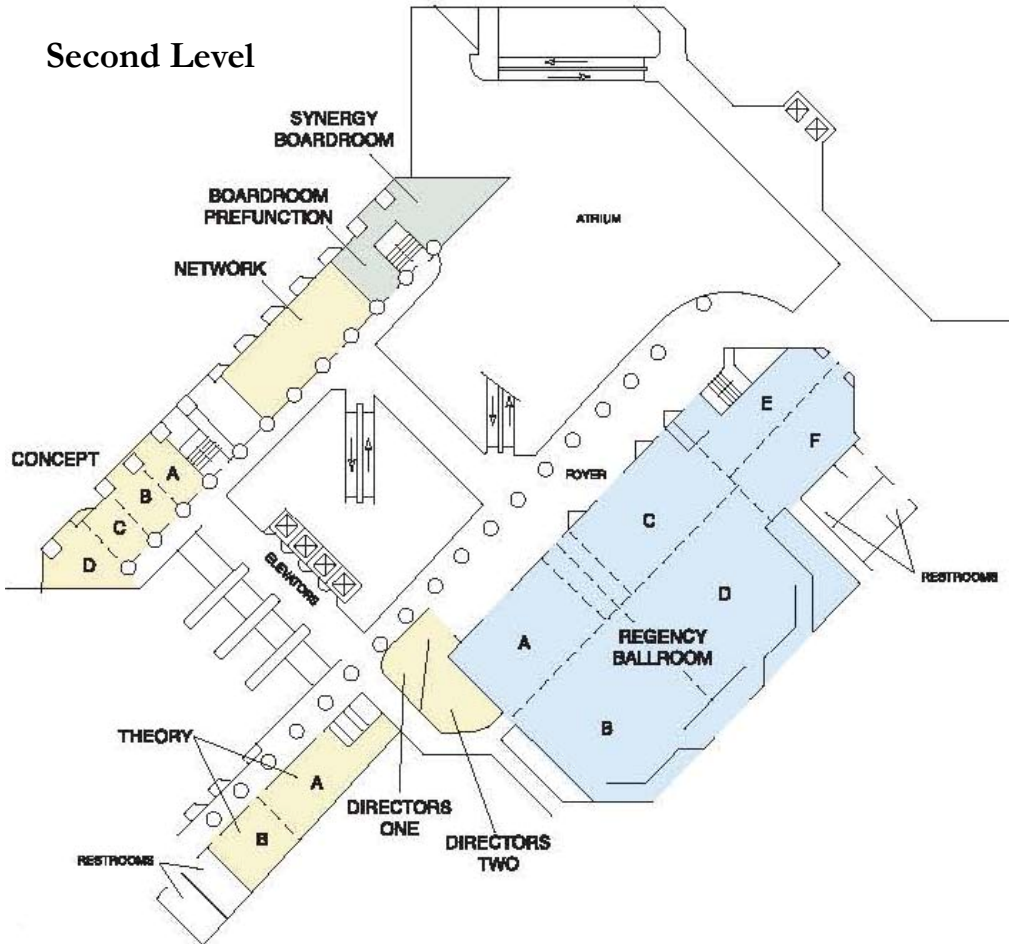 Second Level
SYNERGY
BOARDROOM
BOARDROOM
PREFUNCTION
NETWORK
ATRIUM
CONCEPT
A
B
C
D
ELEVATORS
FOYER
E
F
C
D
A
B
REGENCY
BALLROOM
RESTROOMS
THEORY
A
B
DIRECTORS
ONE
DIRECTORS
TWO
RESTROOMS